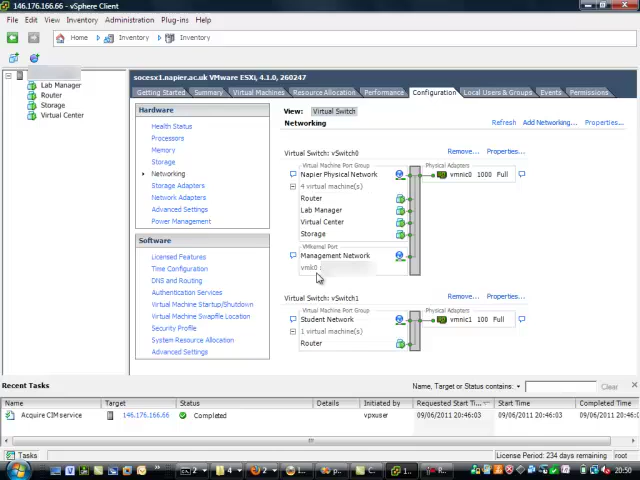 146.176.166.66 - vSphere Client
File Edit View Inventory Administration Plug-ins Help
Home Inventory Inventory
Lab Manager
Router
Storage
Virtual Center
socesx1.napier.ac.uk VMware ESXi, 4.1.0, 260247
Getting Started Summary Virtual Machines Resource Allocation Performance Configuration Local Users & Groups Events Permissions
Hardware
Health Status
Processors
Memory
Storage
Networking
Storage Adapters
Network Adapters
Advanced Settings
Power Management
Software
Licensed Features
Time Configuration
DNS and Routing
Authentication Services
Virtual Machine Startup/Shutdown
Virtual Machine Swapfile Location
Security Profile
System Resource Allocation
Advanced Settings
View: Virtual Switch
Networking
Refresh Add Networking... Properties...
Virtual Switch: vSwitch0
Remove... Properties...
Virtual Machine Port Group
Physical Adapters
Napier Physical Network
vmnic0 1000 Full
4 virtual machine(s)
Router
Lab Manager
Virtual Center
Storage
VMkernel Port
Management Network
vmk0 :
Virtual Switch: vSwitch1
Remove... Properties...
Virtual Machine Port Group
Physical Adapters
Student Network
vmnic1 100 Full
1 virtual machine(s)
Router
Recent Tasks
Name, Target or Status contains: Clear
Name Target Status Details Initiated by Requested Start Ti... Start Time Completed Time
Acquire CIM service 146.176.166.66 Completed vpxuser 09/06/2011 20:46:03 09/06/2011 20:46:03 09/06/2011 20:46:03
Tasks
License Period: 234 days remaining. root
20:50